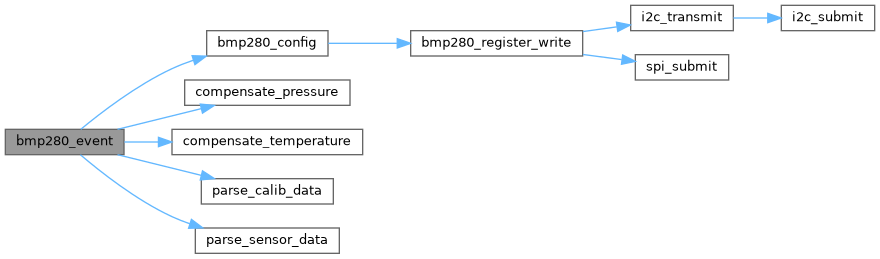 bmp280_event
bmp280_config
compensate_pressure
compensate_temperature
parse_calib_data
parse_sensor_data
bmp280_register_write
i2c_transmit
spi_submit
i2c_submit